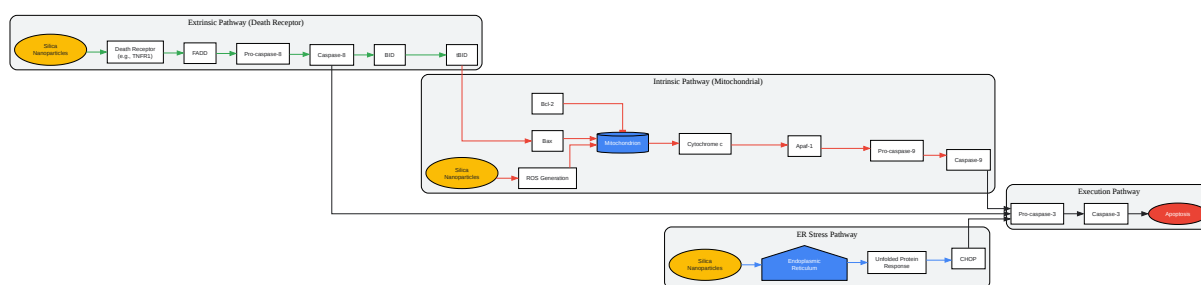 Extrinsic Pathway (Death Receptor)
Silica
Nanoparticles
Death Receptor
(e.g., TNFR1)
FADD
Pro-caspase-8
Caspase-8
BID
tBID
Intrinsic Pathway (Mitochondrial)
Bcl-2
Bax
Mitochondrion
Cytochrome c
Apaf-1
Pro-caspase-9
Caspase-9
Silica
Nanoparticles
ROS Generation
Execution Pathway
Pro-caspase-3
Caspase-3
Apoptosis
ER Stress Pathway
Silica
Nanoparticles
Endoplasmic
Reticulum
Unfolded Protein
Response
CHOP